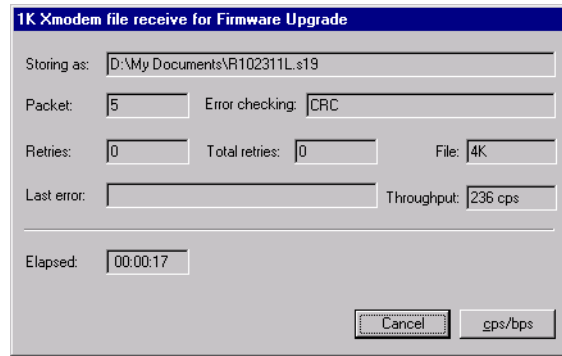 1K Xmodem file receive for Firmware Upgrade
Storing as: D:\My Documents\R102311L.s19
Packet: 5 Error checking: CRC
Retries: 0 Total retries: 0 File: 4K
Last error: Throughput: 236 cps
Elapsed: 00:00:17
Cancel cps/bps